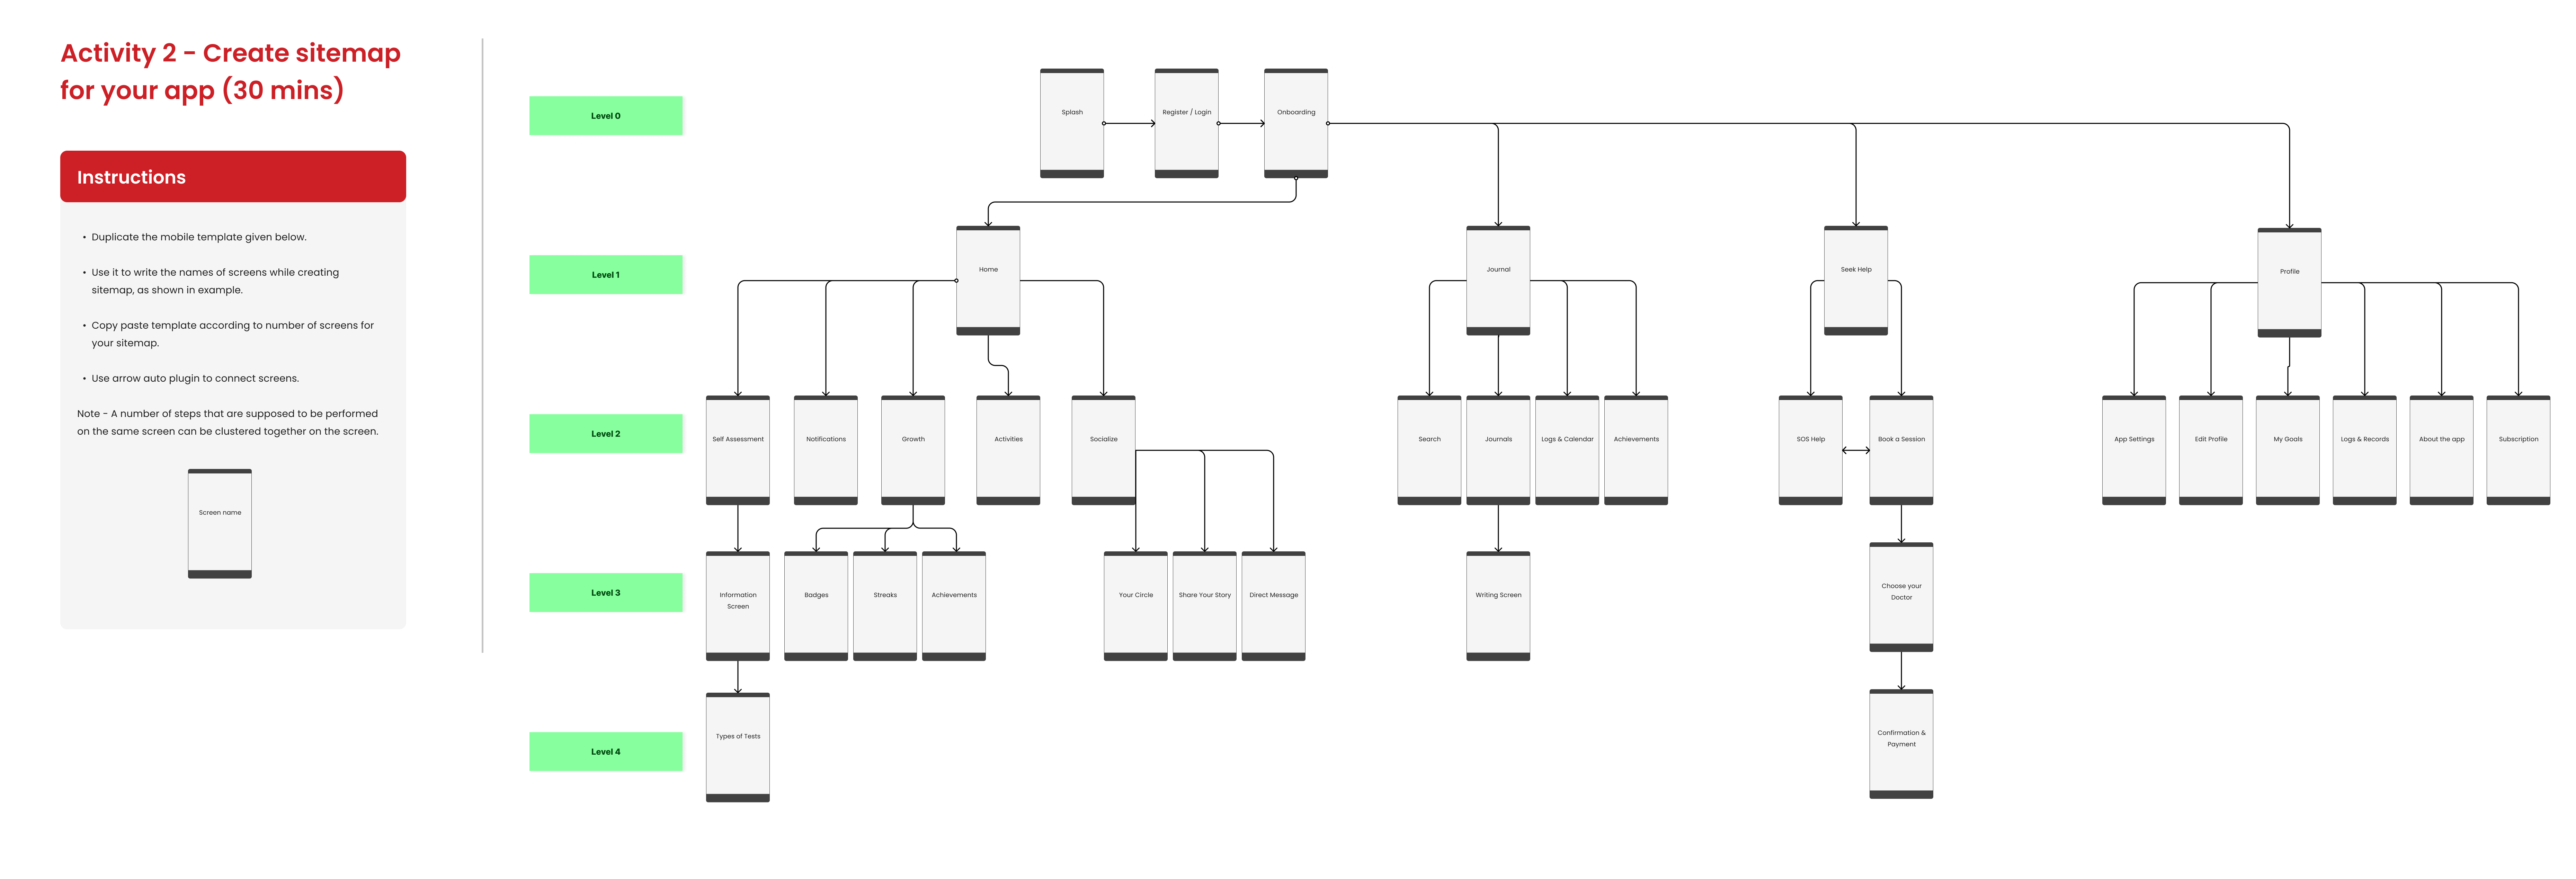 Activity 2 - Create sitemap
for your app (30 mins)
Instructions
• Duplicate the mobile template given below.
• Use it to write the names of screens while creating
sitemap, as shown in example.
• Copy paste template according to number of screens for
your sitemap.
• Use arrow auto plugin to connect screens.
Note - A number of steps that are supposed to be performed
on the same screen can be clustered together on the screen.
Screen name
Level 0
Splash
Register / Login
Onboarding
Level 1
Home
Journal
Seek Help
Profile
Level 2
Self Assessment
Notifications
Growth
Activities
Socialize
Search
Journals
Logs & Calendar
Achievements
SOS Help
Book a Session
App Settings
Edit Profile
My Goals
Logs & Records
About the app
Subscription
Level 3
Information
Screen
Badges
Streaks
Achievements
Your Circle
Share Your Story
Direct Message
Writing Screen
Choose your
Doctor
Level 4
Types of Tests
Confirmation &
Payment